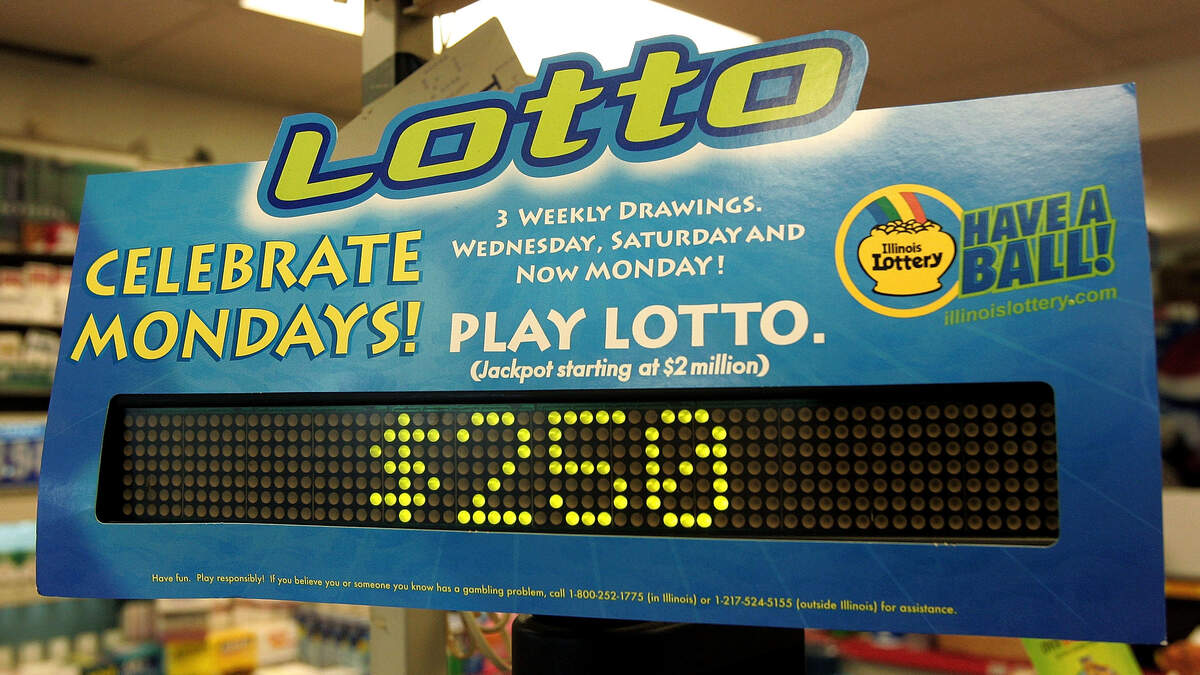 Lotto
3 WEEKLY DRAWINGS.
WEDNESDAY, SATURDAY AND
NOW MONDAY!
CELEBRATE
MONDAYS!
PLAY LOTTO.
(Jackpot starting at $2 million)
Illinois
Lottery
HAVE A
BALL!
illinoislottery.com
$250
Have fun. Play responsibly! If you believe you or someone you know has a gambling problem, call 1-800-252-1775 (in Illinois) or 1-217-524-5155 (outside Illinois) for assistance.